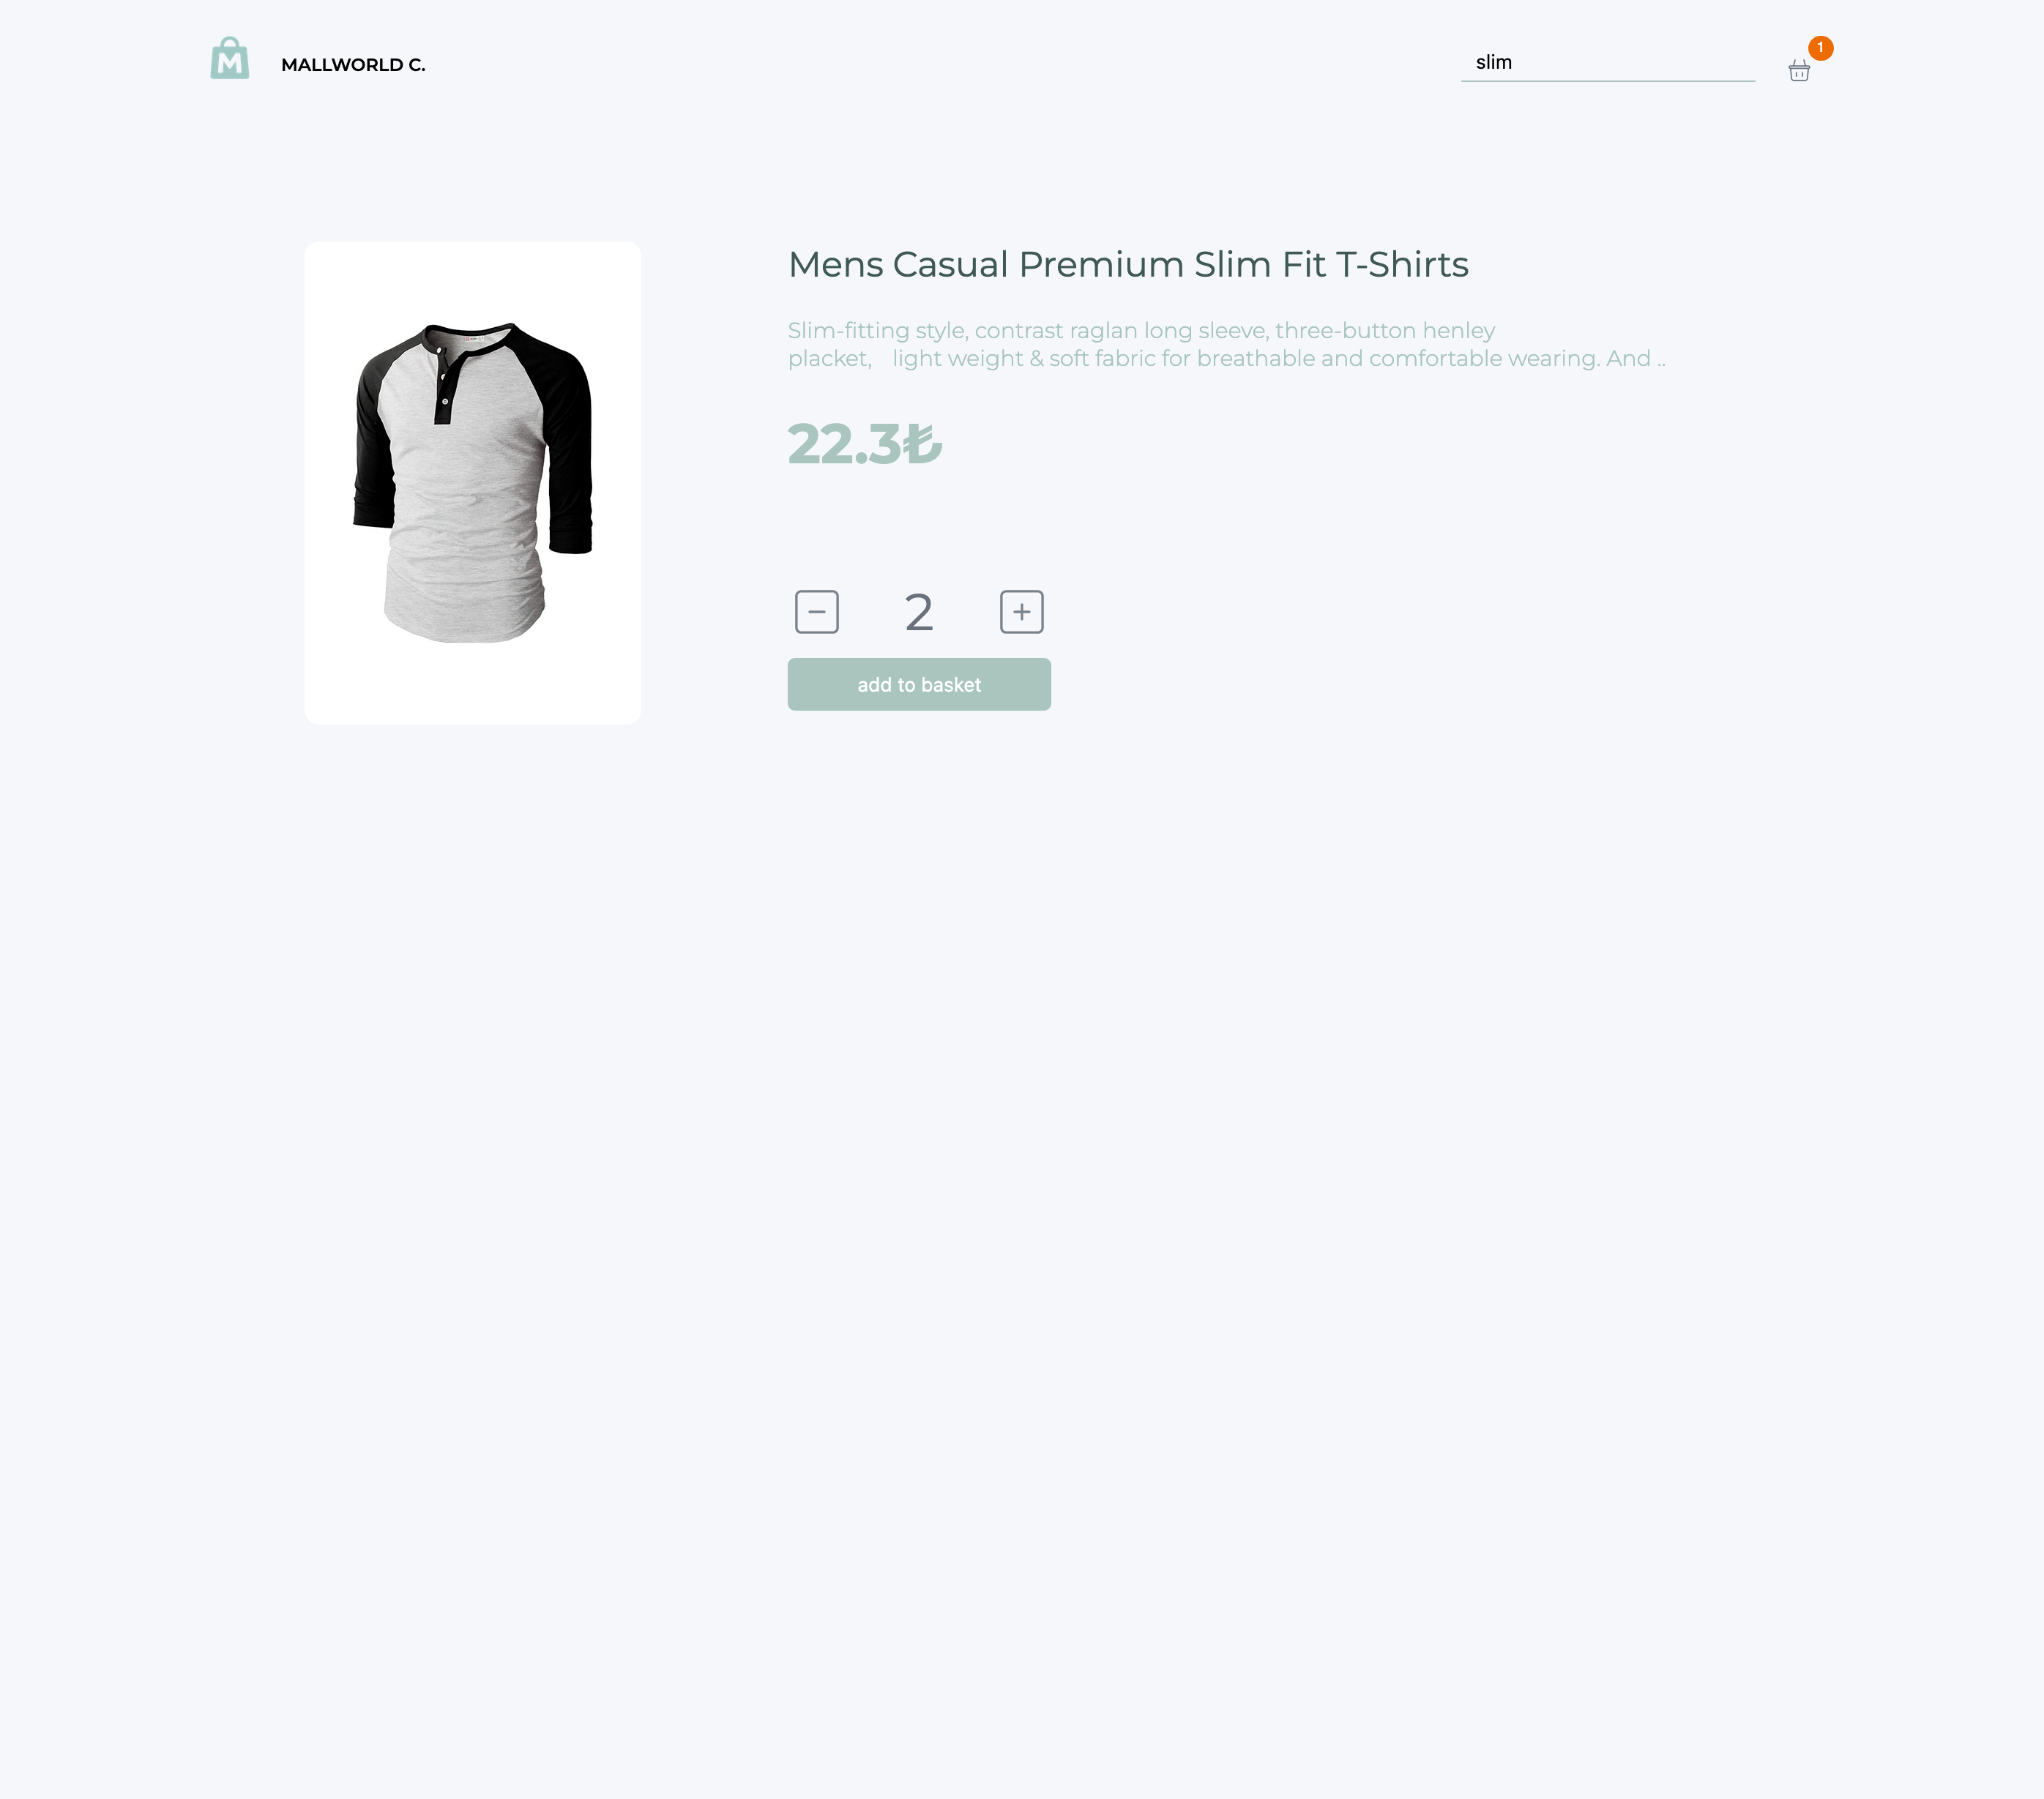 M
MALLWORLD C.
slim
1
Mens Casual Premium Slim Fit T-Shirts
Slim-fitting style, contrast raglan long sleeve, three-button henley
placket, light weight & soft fabric for breathable and comfortable wearing. And ..
22.3₺
2
add to basket